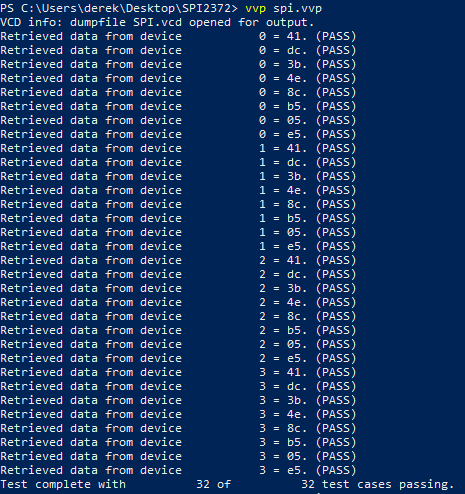 PS C:\Users\derek\Desktop\SPI2372> vvp spi.vvp
VCD info: dumpfile SPI.vcd opened for output.
Retrieved data from device           0 = 41. (PASS)
Retrieved data from device           0 = dc. (PASS)
Retrieved data from device           0 = 3b. (PASS)
Retrieved data from device           0 = 4e. (PASS)
Retrieved data from device           0 = 8c. (PASS)
Retrieved data from device           0 = b5. (PASS)
Retrieved data from device           0 = 05. (PASS)
Retrieved data from device           0 = e5. (PASS)
Retrieved data from device           1 = 41. (PASS)
Retrieved data from device           1 = dc. (PASS)
Retrieved data from device           1 = 3b. (PASS)
Retrieved data from device           1 = 4e. (PASS)
Retrieved data from device           1 = 8c. (PASS)
Retrieved data from device           1 = b5. (PASS)
Retrieved data from device           1 = 05. (PASS)
Retrieved data from device           1 = e5. (PASS)
Retrieved data from device           2 = 41. (PASS)
Retrieved data from device           2 = dc. (PASS)
Retrieved data from device           2 = 3b. (PASS)
Retrieved data from device           2 = 4e. (PASS)
Retrieved data from device           2 = 8c. (PASS)
Retrieved data from device           2 = b5. (PASS)
Retrieved data from device           2 = 05. (PASS)
Retrieved data from device           2 = e5. (PASS)
Retrieved data from device           3 = 41. (PASS)
Retrieved data from device           3 = dc. (PASS)
Retrieved data from device           3 = 3b. (PASS)
Retrieved data from device           3 = 4e. (PASS)
Retrieved data from device           3 = 8c. (PASS)
Retrieved data from device           3 = b5. (PASS)
Retrieved data from device           3 = 05. (PASS)
Retrieved data from device           3 = e5. (PASS)
Test complete with          32 of          32 test cases passing.